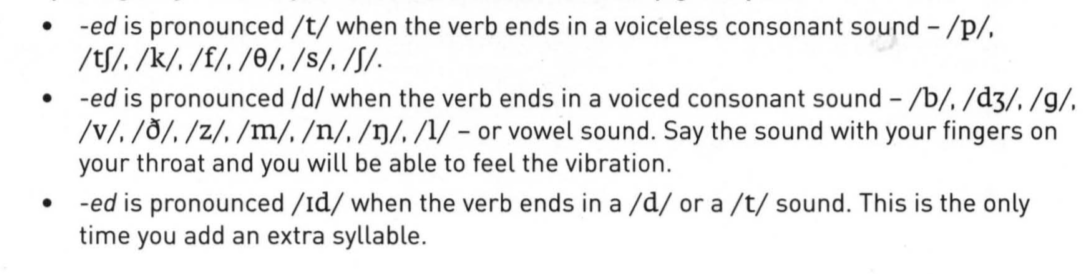 • -ed is pronounced /t/ when the verb ends in a voiceless consonant sound – /p/,
/tʃ/, /k/, /f/, /θ/, /s/, /ʃ/.
• -ed is pronounced /d/ when the verb ends in a voiced consonant sound – /b/, /dʒ/, /g/,
/v/, /ð/, /z/, /m/, /n/, /ŋ/, /l/ – or vowel sound. Say the sound with your fingers on
your throat and you will be able to feel the vibration.
• -ed is pronounced /ɪd/ when the verb ends in a /d/ or a /t/ sound. This is the only
time you add an extra syllable.